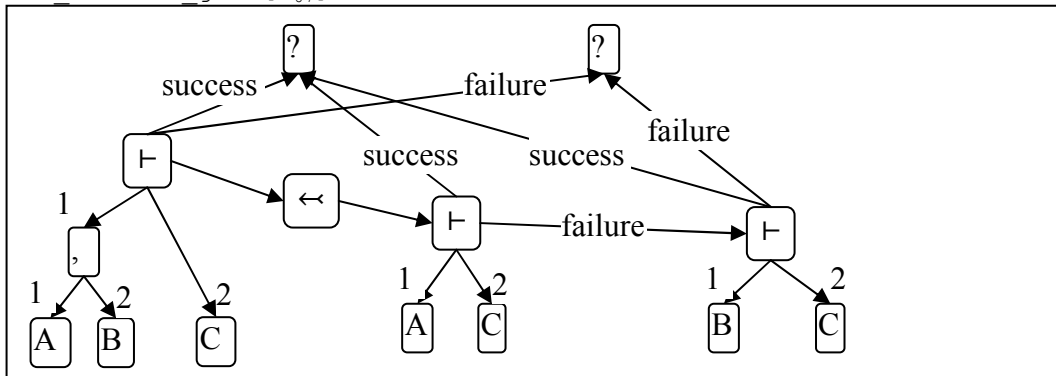 ? ?
success failure
failure
⊢ success success
1 ↢ ⊢ failure ⊢
,
1 2 2 1 2 1 2
A B C A C B C